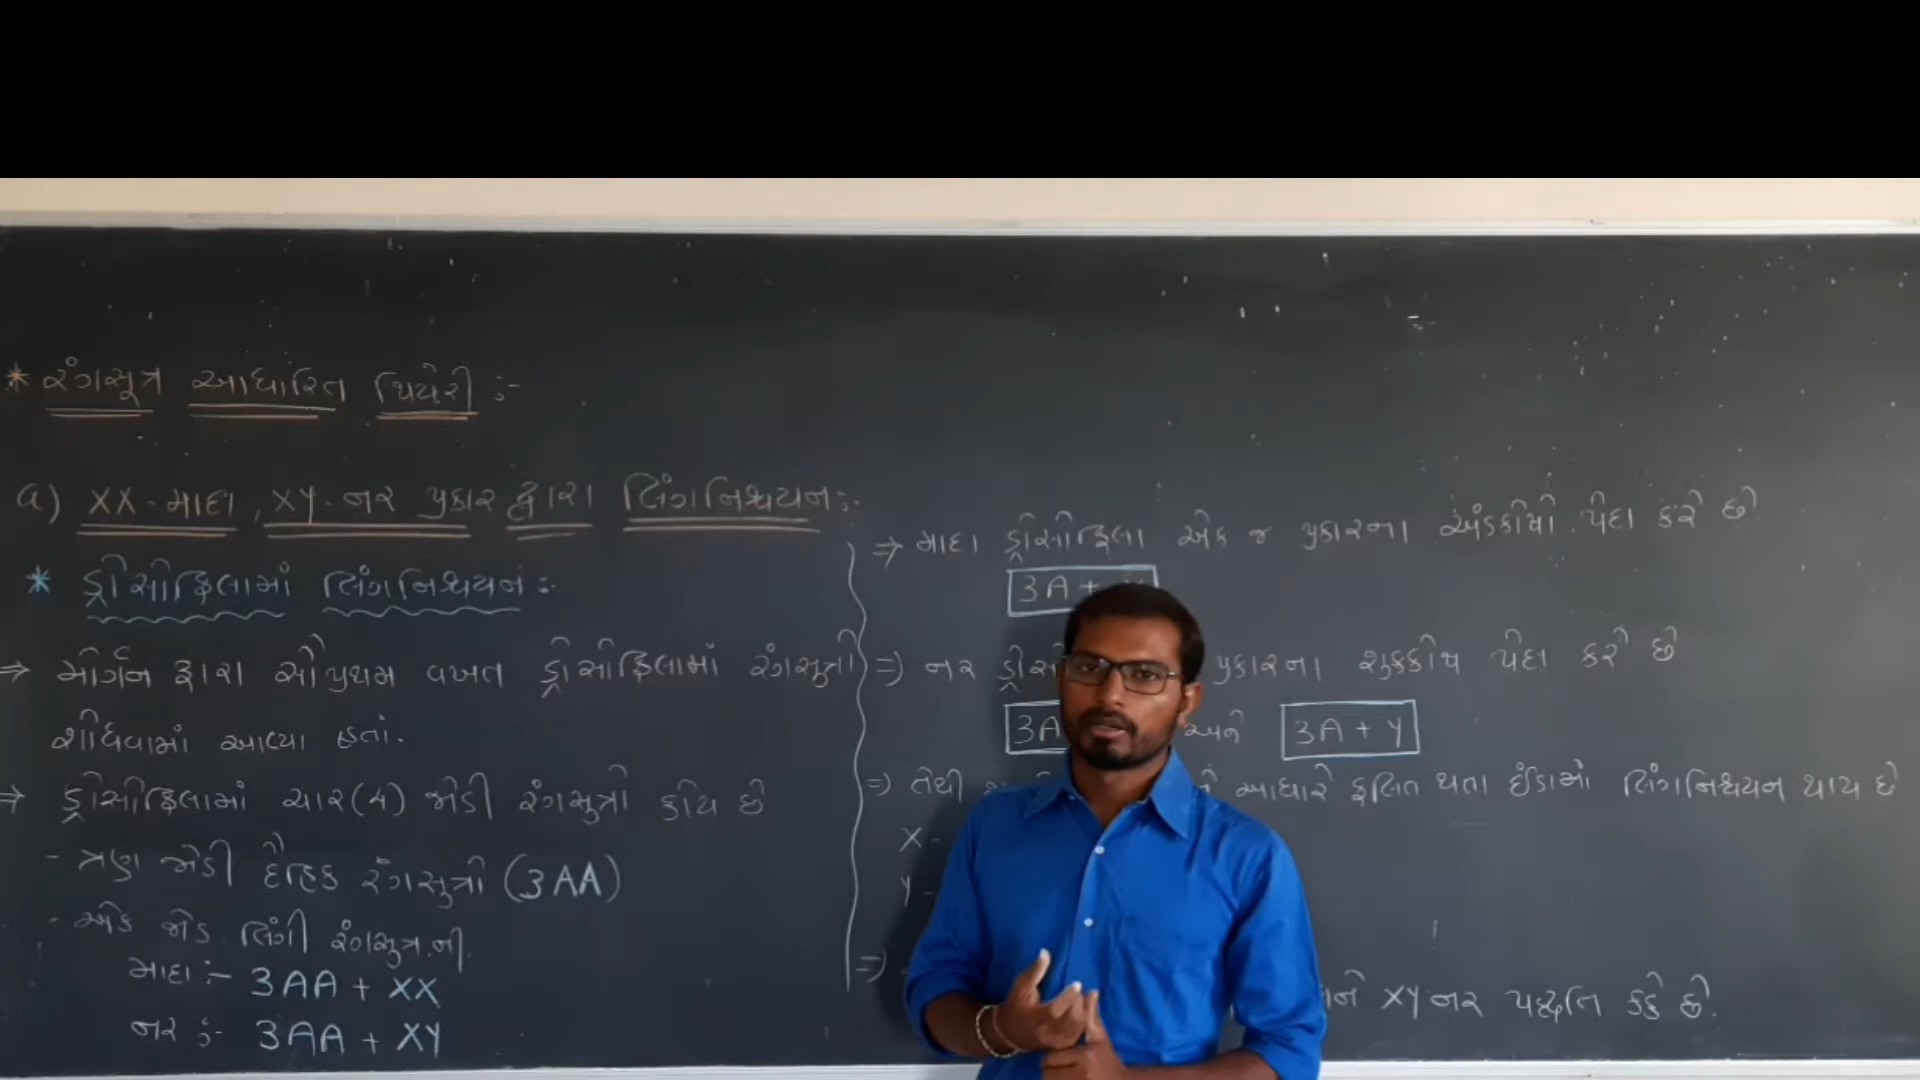 * રંગસૂત્ર આધારિત થિયેરી :-
a) XX - માદા , XY - નર પ્રકાર દ્વારા લિંગનિશ્ચયન :-
* ડ્રોસોફિલામાં લિંગનિશ્ચયન :-
⇒ મોર્ગન દ્વારા સૌપ્રથમ વખત ડ્રોસોફિલામાં રંગસૂત્રો
શોધવામાં આવ્યા હતાં.
⇒ ડ્રોસોફિલામાં ચાર(4) જોડી રંગસુત્રો હોય છે
- ત્રણ જોડી દૈહિક રંગસુત્રો (3AA)
- એક જોડ લિંગી રંગસુત્ર.ની
માદા :- 3AA + XX
નર :- 3AA + XY
⇒ માદા ડ્રોસોફિલા એક જ પ્રકારના અંડકોષો પેદા કરે છે
3A +
⇒ નર પ્રકારના શુક્રકોષ પેદા કરે છે
3A અને 3A + Y
⇒ તેથી આધારે ફલિત થતા ઈંડામાં લિંગનિશ્ચયન થાય છે
X -
Y -
⇒ XY નર પદ્ધતિ કહે છે.